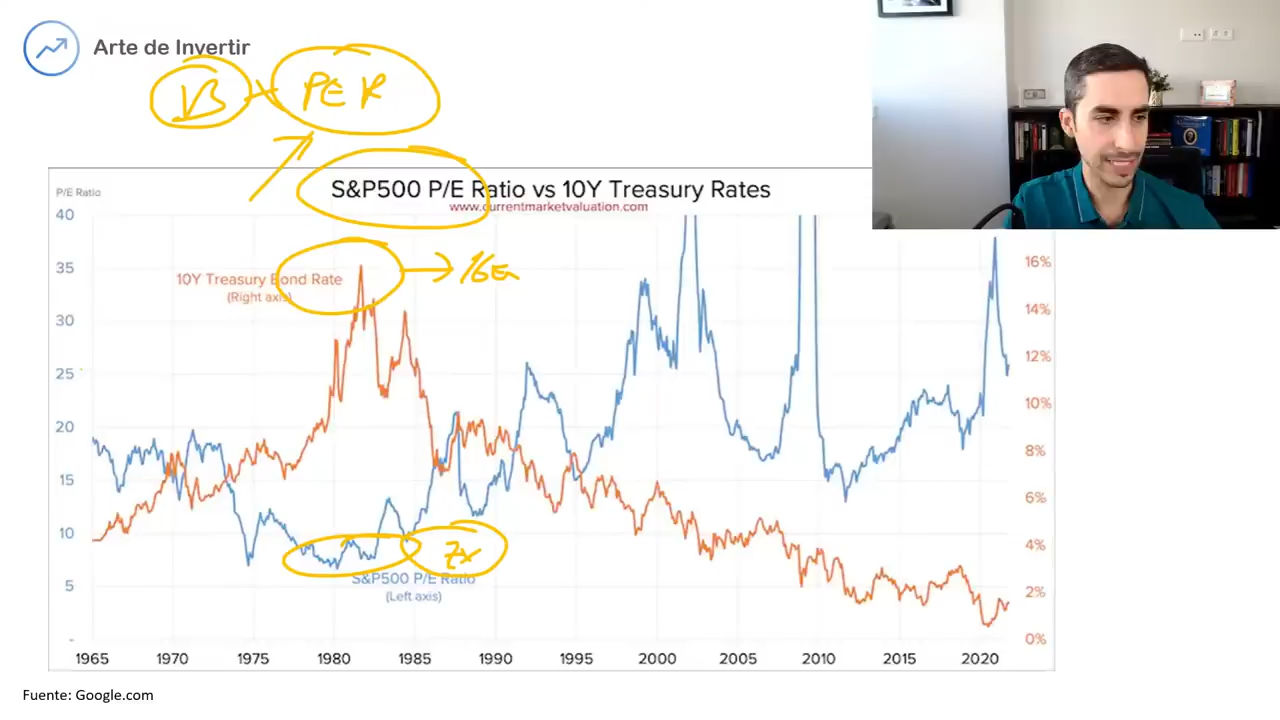 Arte de Invertir
PER
P/E Ratio
S&P500 P/E Ratio vs 10Y Treasury Rates
www.currentmarketvaluation.com
40
35
30
25
20
15
10
5
-
10Y Treasury Bond Rate
(Right axis)
16%
14%
12%
10%
8%
6%
4%
2%
0%
7x
S&P500 P/E Ratio
(Left axis)
1965 1970 1975 1980 1985 1990 1995 2000 2005 2010 2015 2020
Fuente: Google.com